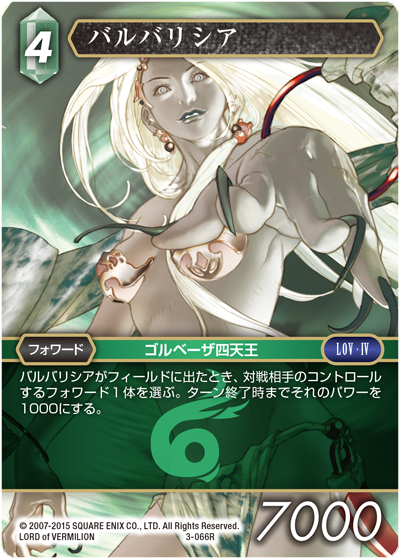 4
バルバリシア
フォワード
ゴルベーザ四天王
LOV・IV
バルバリシアがフィールドに出たとき、対戦相手のコントロール
するフォワード1体を選ぶ。ターン終了時までそれのパワーを
1000にする。
© 2007-2015 SQUARE ENIX CO., LTD. All Rights Reserved.
LORD of VERMILION
3-066R
7000